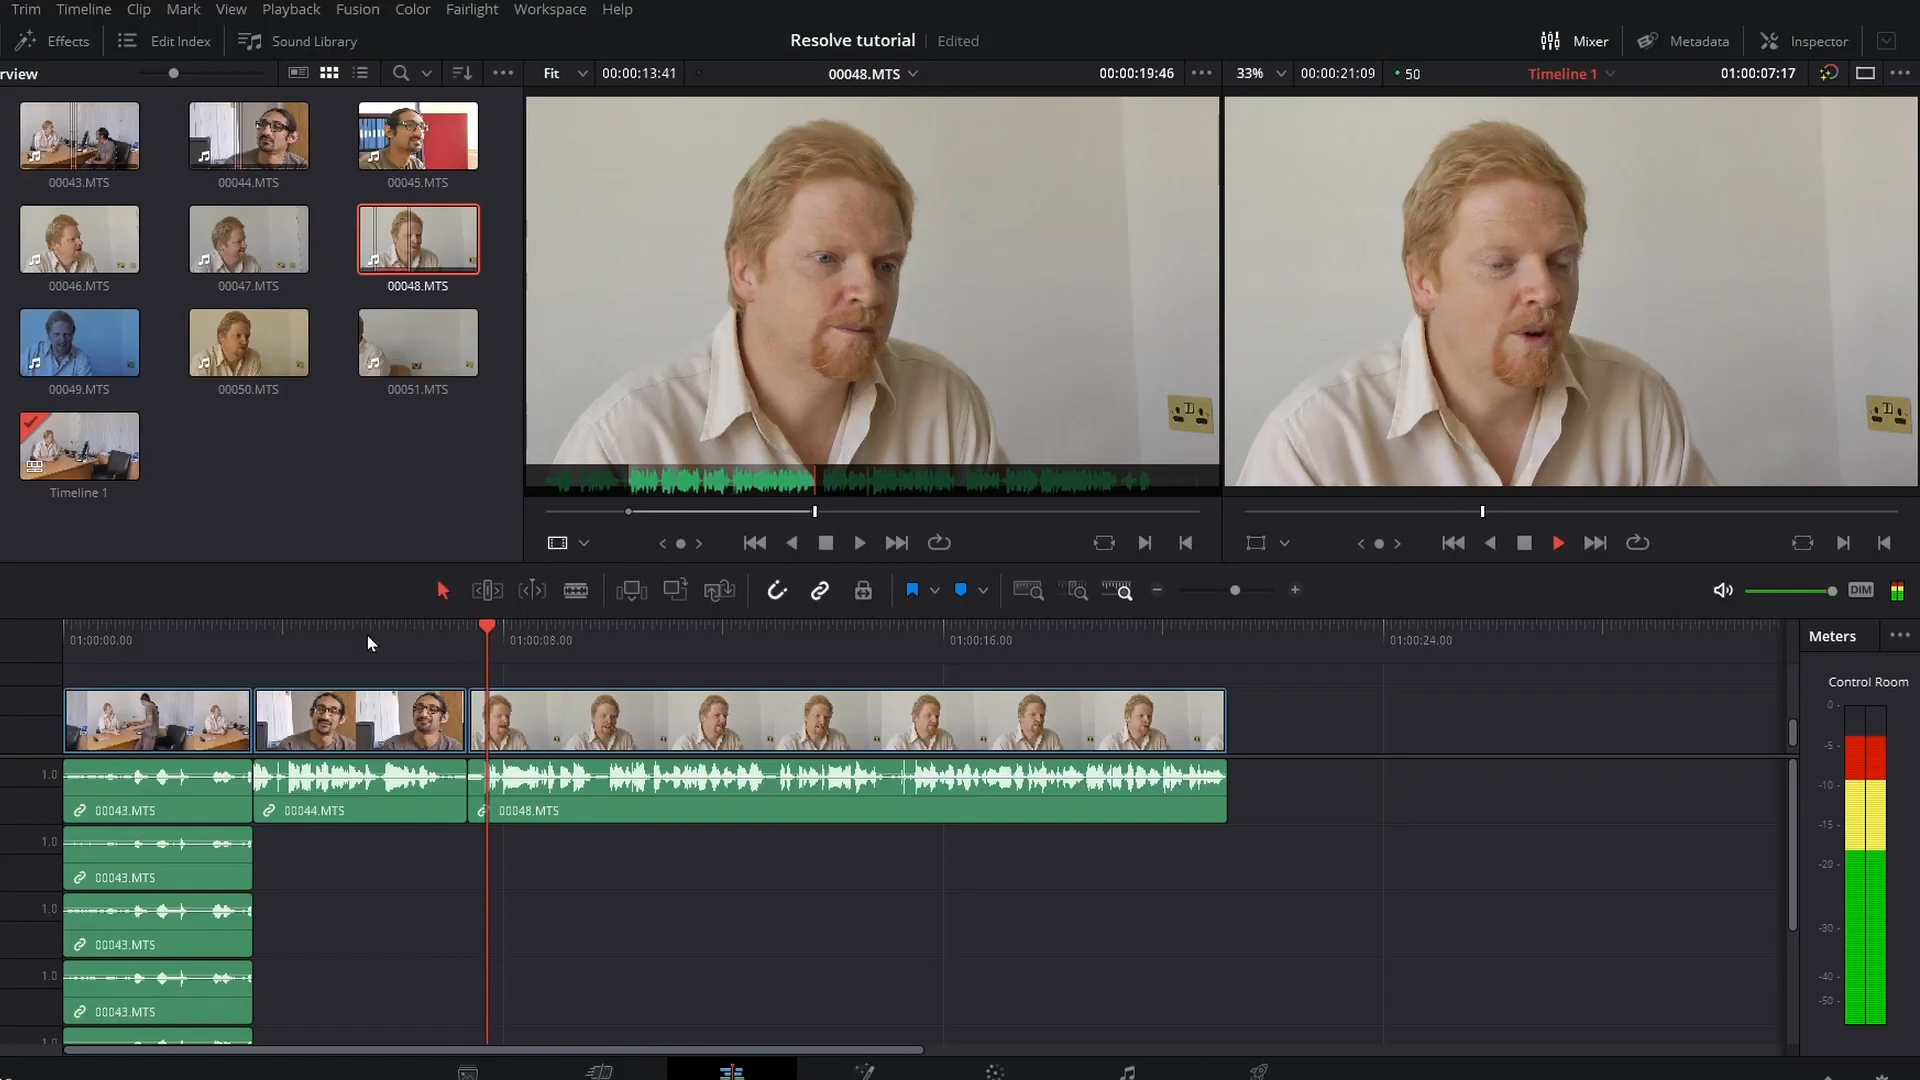 Trim Timeline Clip Mark View Playback Fusion Color Fairlight Workspace Help
Effects Edit Index Sound Library Resolve tutorial Edited Mixer Metadata Inspector
rview Fit 00:00:13:41 00048.MTS 00:00:19:46 33% 00:00:21:09 50 Timeline 1 01:00:07:17
00043.MTS 00044.MTS 00045.MTS
00046.MTS 00047.MTS 00048.MTS
00049.MTS 00050.MTS 00051.MTS
Timeline 1
DIM
01:00:00.00 01:00:08.00 01:00:16.00 01:00:24.00
Meters
Control Room
1.0
00043.MTS 00044.MTS 00048.MTS
1.0
00043.MTS
1.0
00043.MTS
1.0
00043.MTS
1.0
0
-5
-10
-15
-20
-30
-40
-50